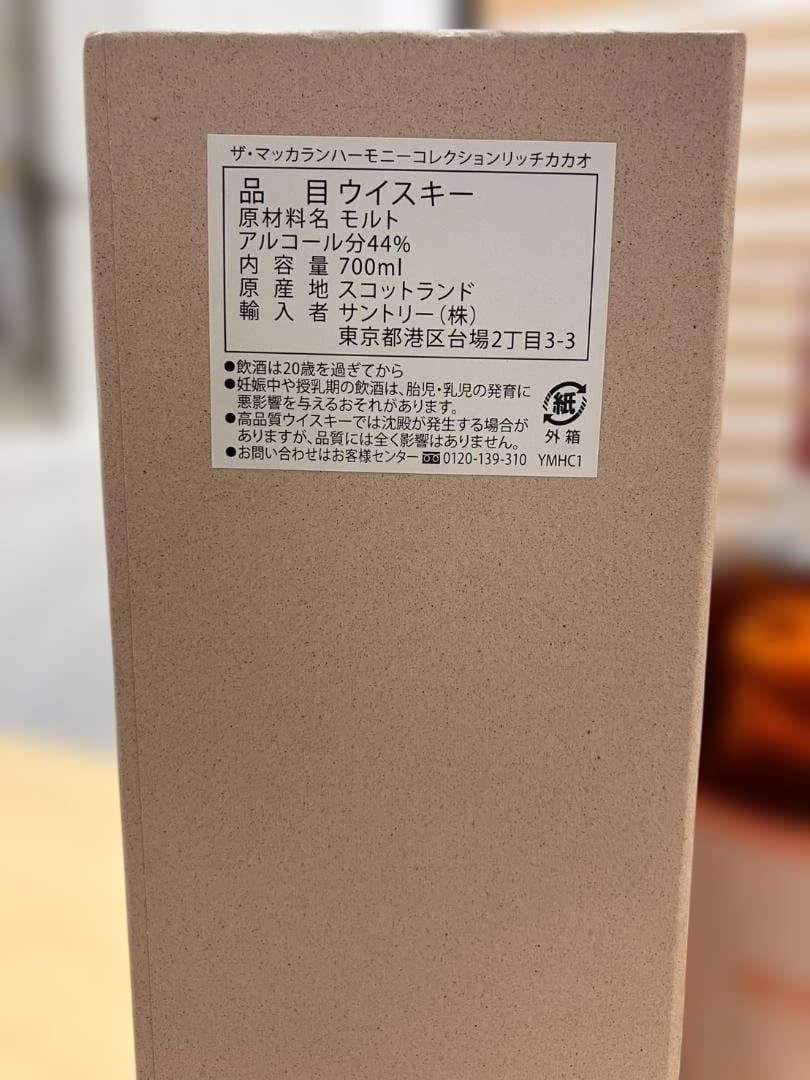 ザ・マッカランハーモニーコレクションリッチカカオ
品目 ウイスキー
原材料名 モルト
アルコール分44%
内容量 700ml
原産地 スコットランド
輸入者 サントリー(株)
東京都港区台場2丁目3-3
●飲酒は20歳を過ぎてから
●妊娠中や授乳期の飲酒は、胎児・乳児の発育に
悪影響を与えるおそれがあります。
●高品質ウイスキーでは沈殿が発生する場合が
ありますが、品質には全く影響はありません。
紙
外箱
●お問い合わせはお客様センター 0120-139-310 YMHC1